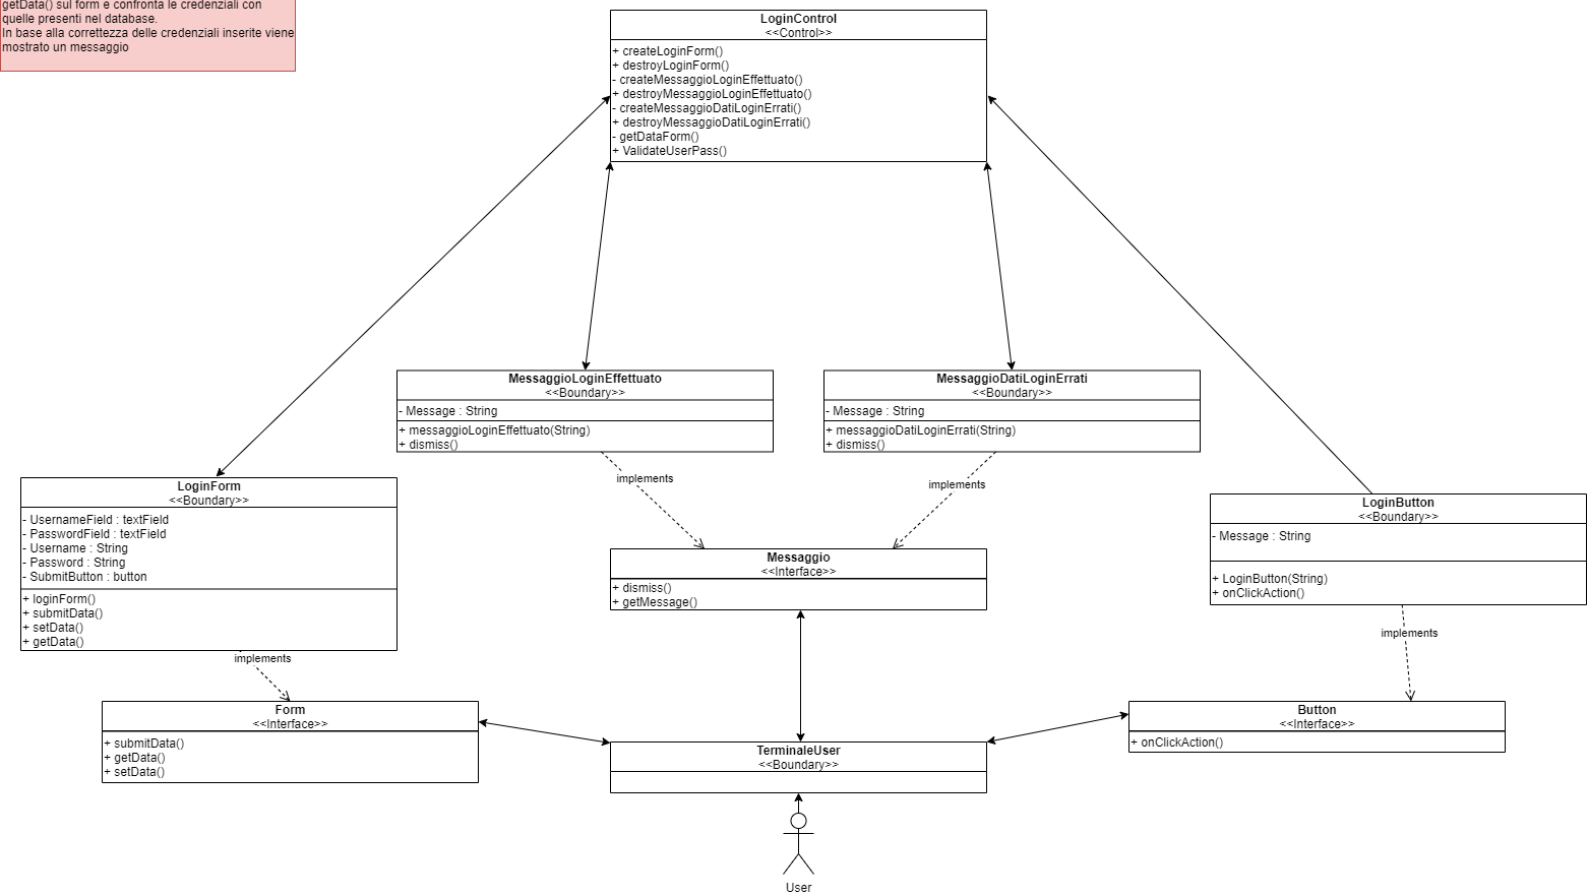 getData() sul form e confronta le credenziali con
quelle presenti nel database.
In base alla correttezza delle credenziali inserite viene
mostrato un messaggio
LoginControl
<<Control>>
+ createLoginForm()
+ destroyLoginForm()
- createMessaggioLoginEffettuato()
+ destroyMessaggioLoginEffettuato()
- createMessaggioDatiLoginErrati()
+ destroyMessaggioDatiLoginErrati()
- getDataForm()
+ ValidateUserPass()
MessaggioLoginEffettuato
<<Boundary>>
- Message : String
+ messaggioLoginEffettuato(String)
+ dismiss()
implements
MessaggioDatiLoginErrati
<<Boundary>>
- Message : String
+ messaggioDatiLoginErrati(String)
+ dismiss()
implements
LoginForm
<<Boundary>>
- UsernameField : textField
- PasswordField : textField
- Username : String
- Password : String
- SubmitButton : button
+ loginForm()
+ submitData()
+ setData()
+ getData()
implements
LoginButton
<<Boundary>>
- Message : String
+ LoginButton(String)
+ onClickAction()
implements
Messaggio
<<Interface>>
+ dismiss()
+ getMessage()
Form
<<Interface>>
+ submitData()
+ getData()
+ setData()
TerminaleUser
<<Boundary>>
Button
<<Interface>>
+ onClickAction()
User